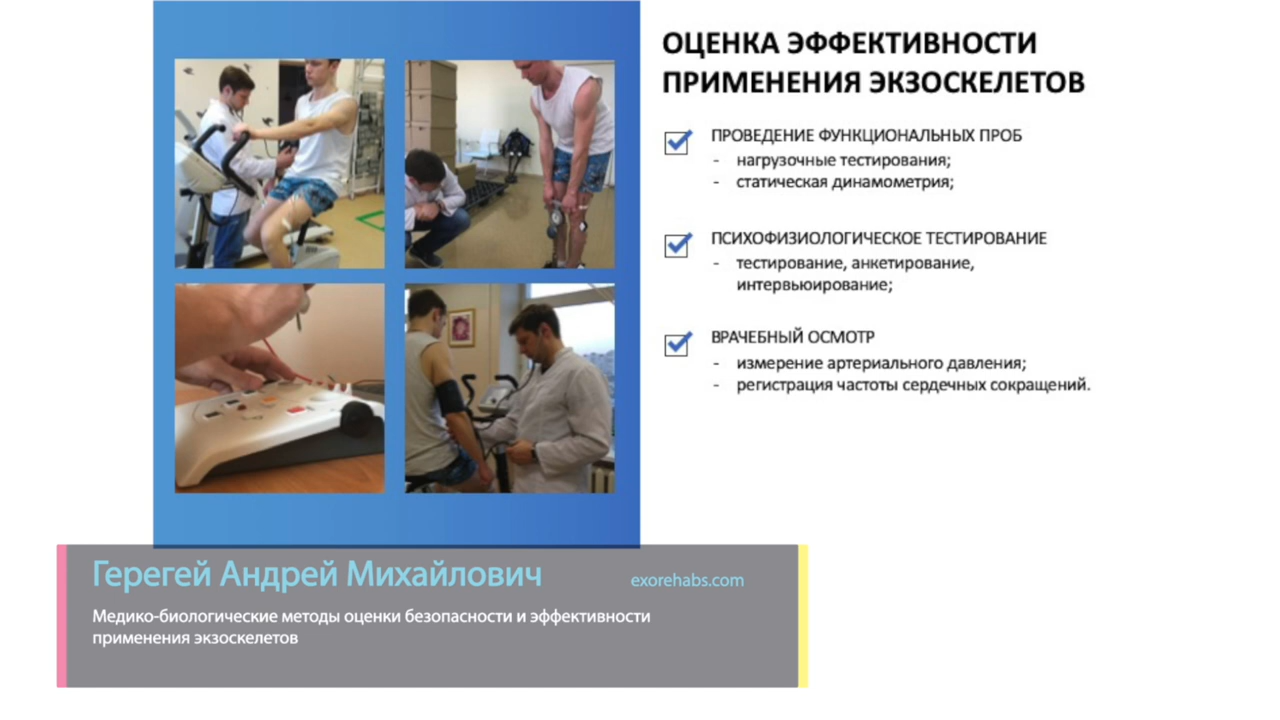 ОЦЕНКА ЭФФЕКТИВНОСТИ
ПРИМЕНЕНИЯ ЭКЗОСКЕЛЕТОВ
ПРОВЕДЕНИЕ ФУНКЦИОНАЛЬНЫХ ПРОБ
- нагрузочные тестирования;
- статическая динамометрия;
ПСИХОФИЗИОЛОГИЧЕСКОЕ ТЕСТИРОВАНИЕ
- тестирование, анкетирование,
интервьюирование;
ВРАЧЕБНЫЙ ОСМОТР
- измерение артериального давления;
- регистрация частоты сердечных сокращений.
Герегей Андрей Михайлович
exorehabs.com
Медико-биологические методы оценки безопасности и эффективности
применения экзоскелетов